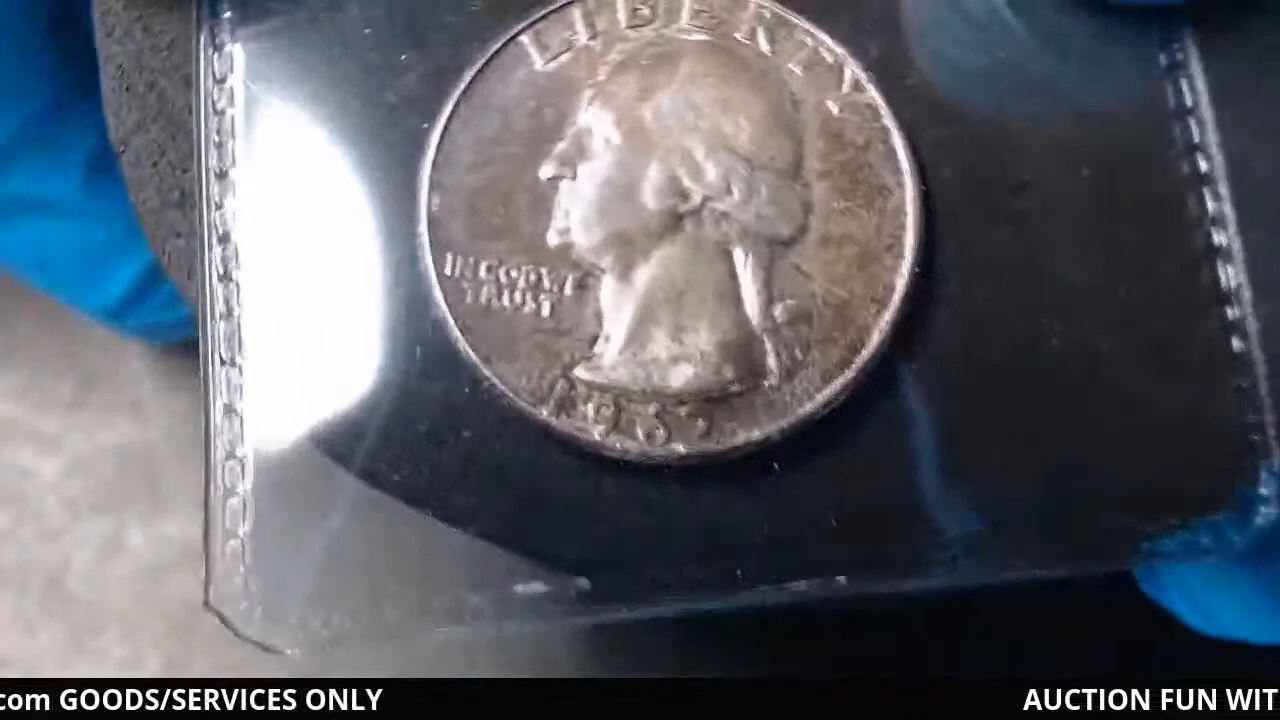 LIBERTY
IN GOD WE
TRUST
com GOODS/SERVICES ONLY
AUCTION FUN WIT